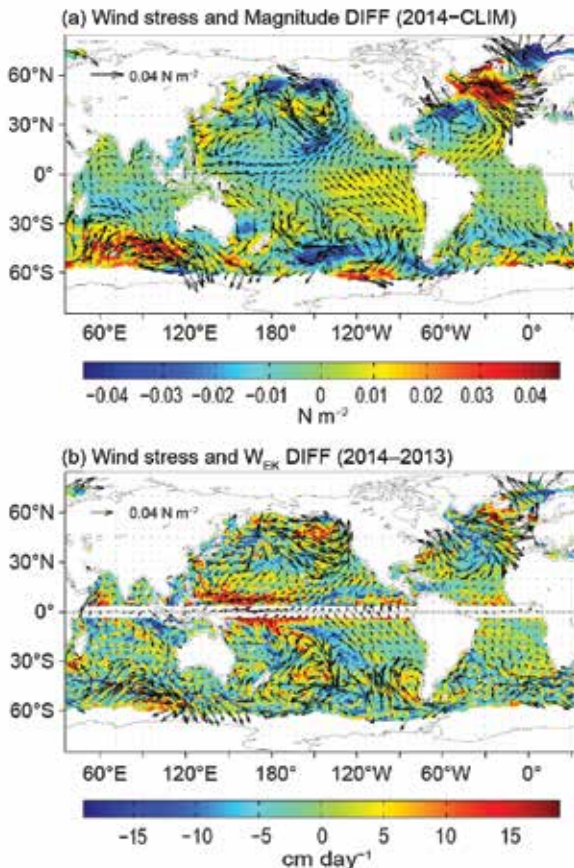 (a) Wind stress and Magnitude DIFF (2014–CLIM)
60°N
0.04 N m⁻²
30°N
0°
30°S
60°S
60°E 120°E 180° 120°W 60°W 0°
−0.04 −0.03 −0.02 −0.01 0 0.01 0.02 0.03 0.04
N m⁻²
(b) Wind stress and W_EK DIFF (2014–2013)
60°N
0.04 N m⁻²
30°N
0°
30°S
60°S
60°E 120°E 180° 120°W 60°W 0°
−15 −10 −5 0 5 10 15
cm day⁻¹